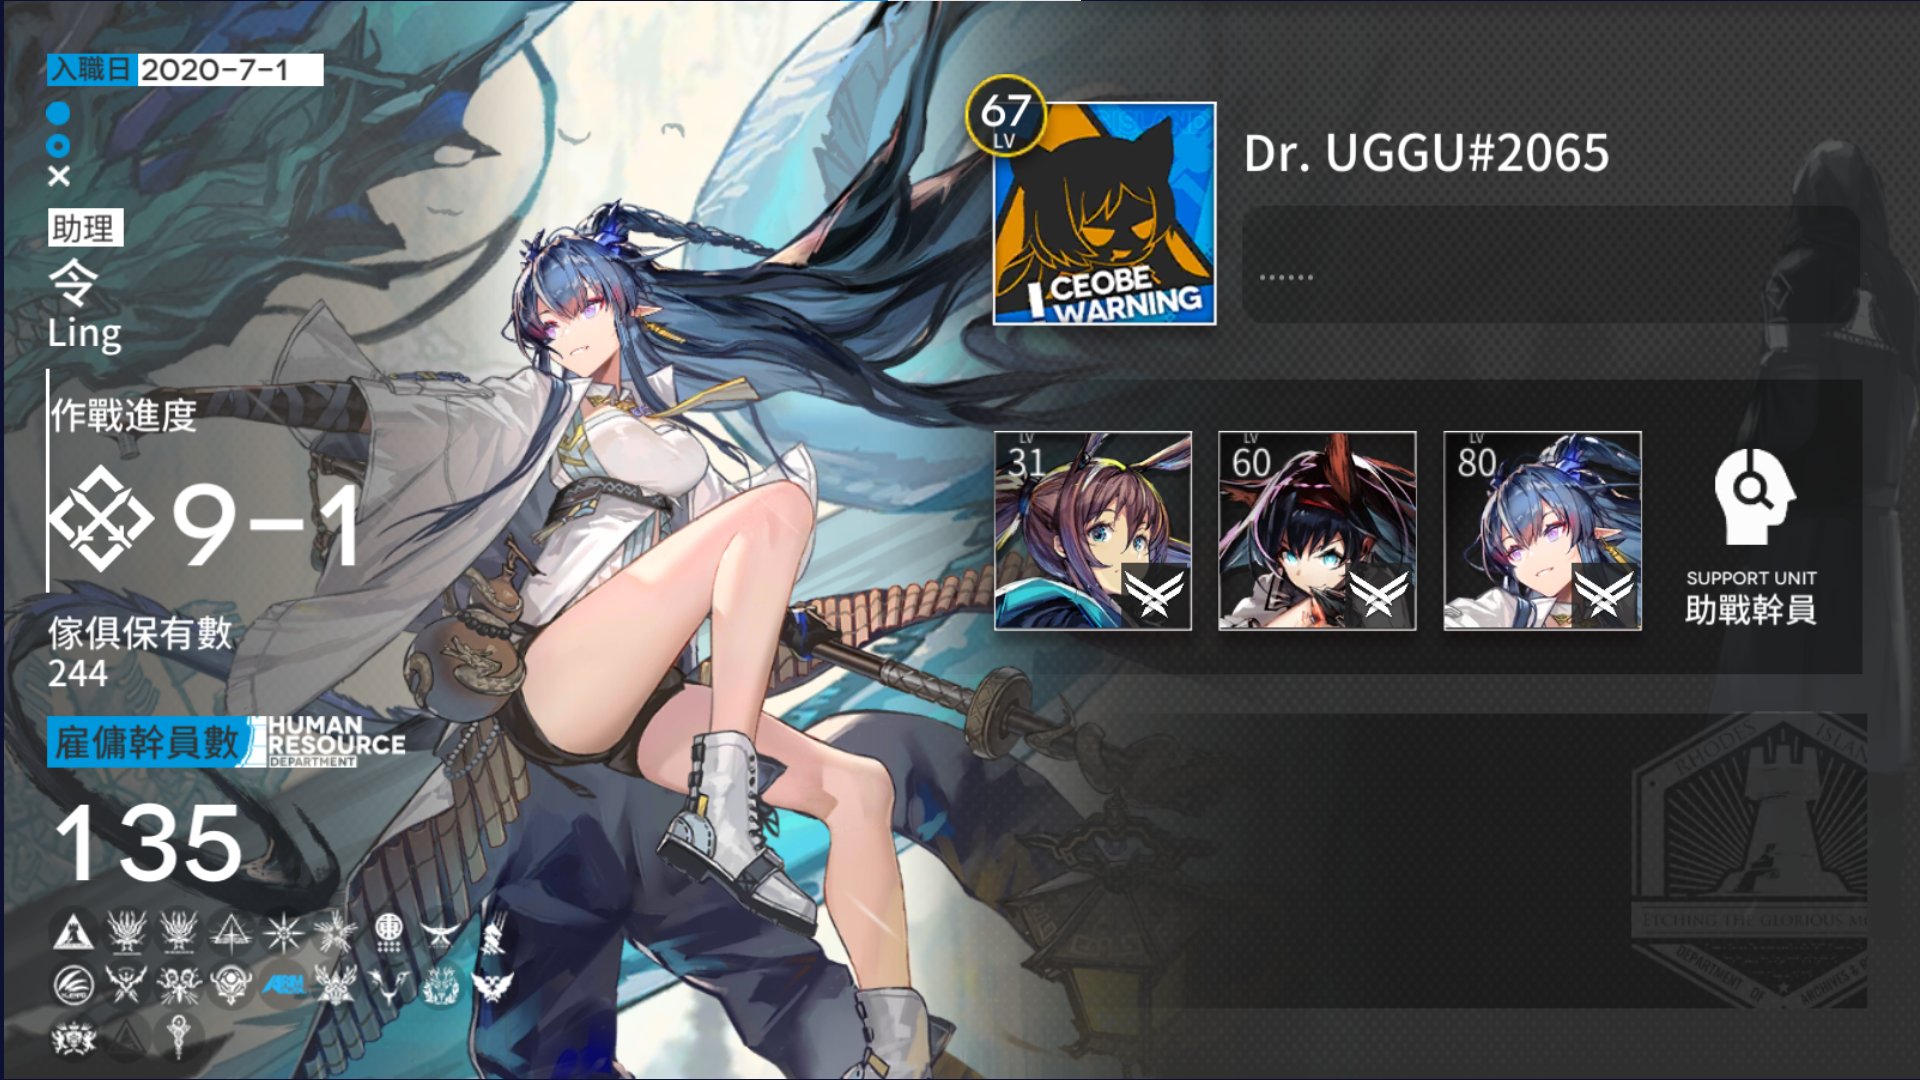 入職日 2020-7-1
助理
令
Ling
作戰進度
9-1
傢俱保有數
244
雇傭幹員數 HUMAN RESOURCE DEPARTMENT
135
67
LV
I CEOBE
WARNING
Dr. UGGU#2065
......
LV
31
LV
60
LV
80
SUPPORT UNIT
助戰幹員
RHODES ISLAN
ETCHING THE GLORIOUS
DEPARTMENT OF ARCHIVES &